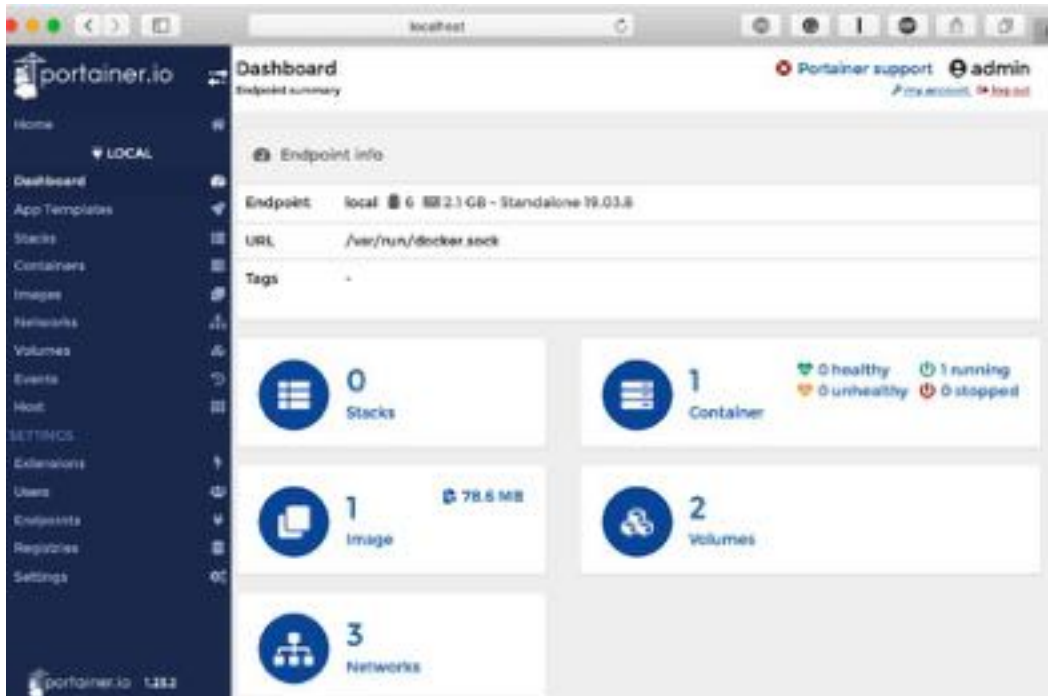 localhost
portainer.io
Dashboard
Endpoint summary
Portainer support
admin
my account
log out
Home
LOCAL
Dashboard
App Templates
Stacks
Containers
Images
Networks
Volumes
Events
Host
SETTINGS
Extensions
Users
Endpoints
Registries
Settings
portainer.io
Endpoint info
Endpoint local 6 2.1 GB - Standalone 19.03.8
URL /var/run/docker.sock
Tags -
0
Stacks
1
Container
0 healthy 1 running
0 unhealthy 0 stopped
1
Image
78.6 MB
2
Volumes
3
Networks